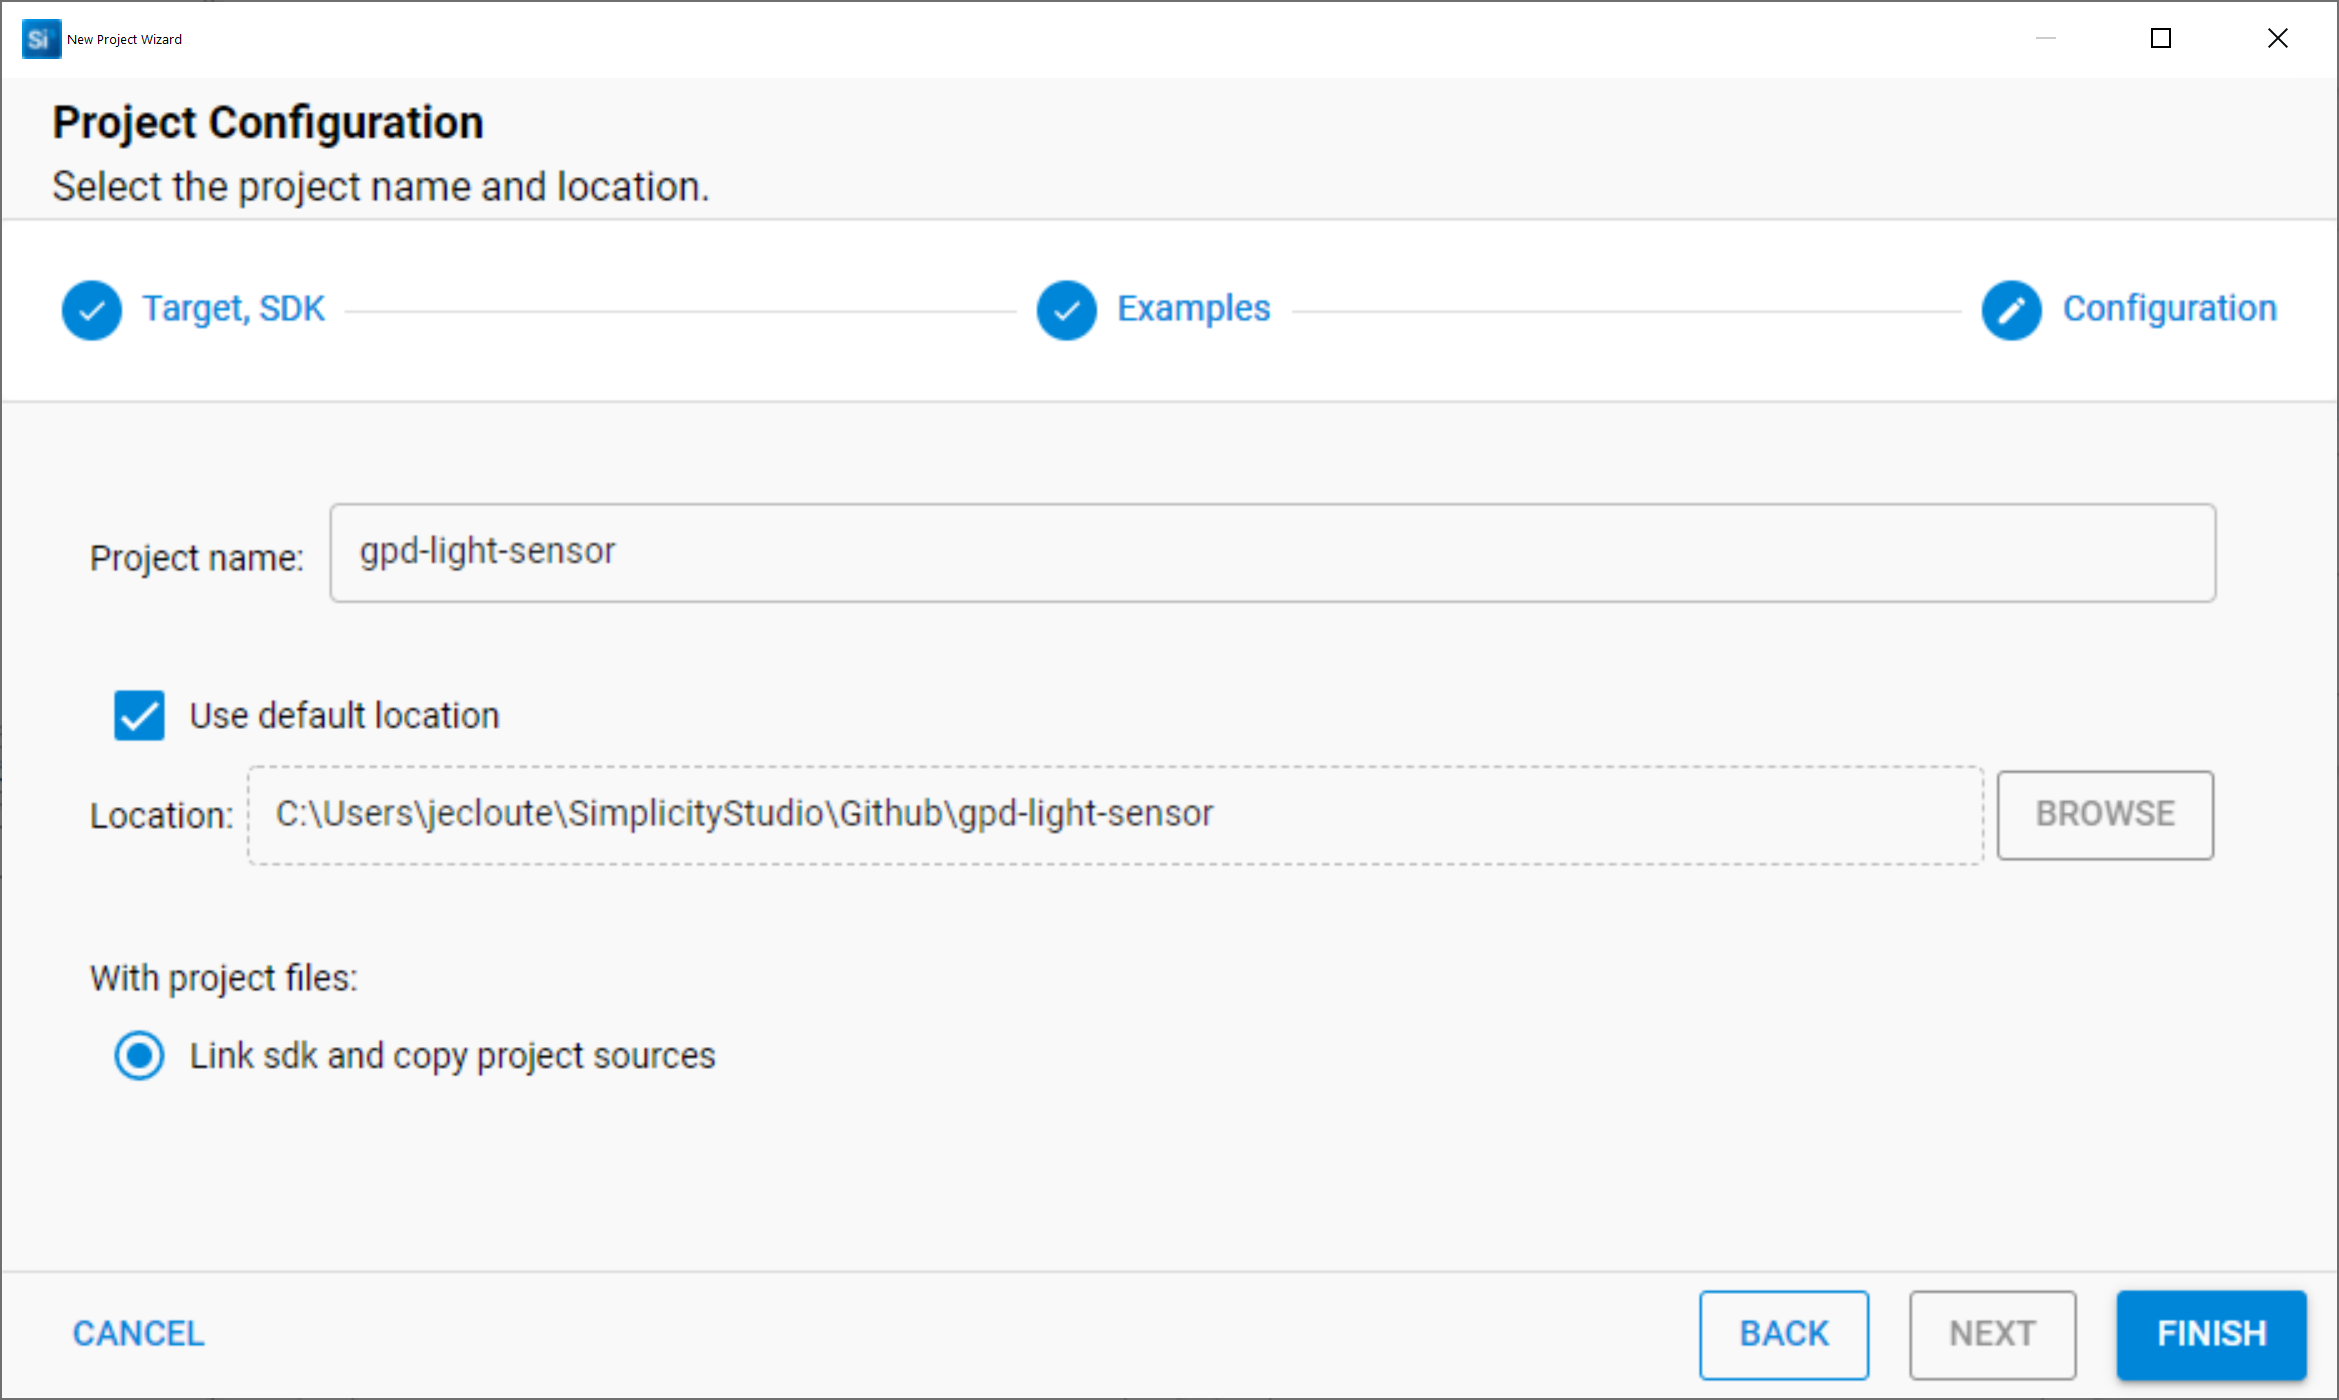 Si New Project Wizard
Project Configuration
Select the project name and location.
Target, SDK Examples Configuration
Project name: gpd-light-sensor
Use default location
Location: C:\Users\jecloute\SimplicityStudio\Github\gpd-light-sensor BROWSE
With project files:
Link sdk and copy project sources
CANCEL BACK NEXT FINISH